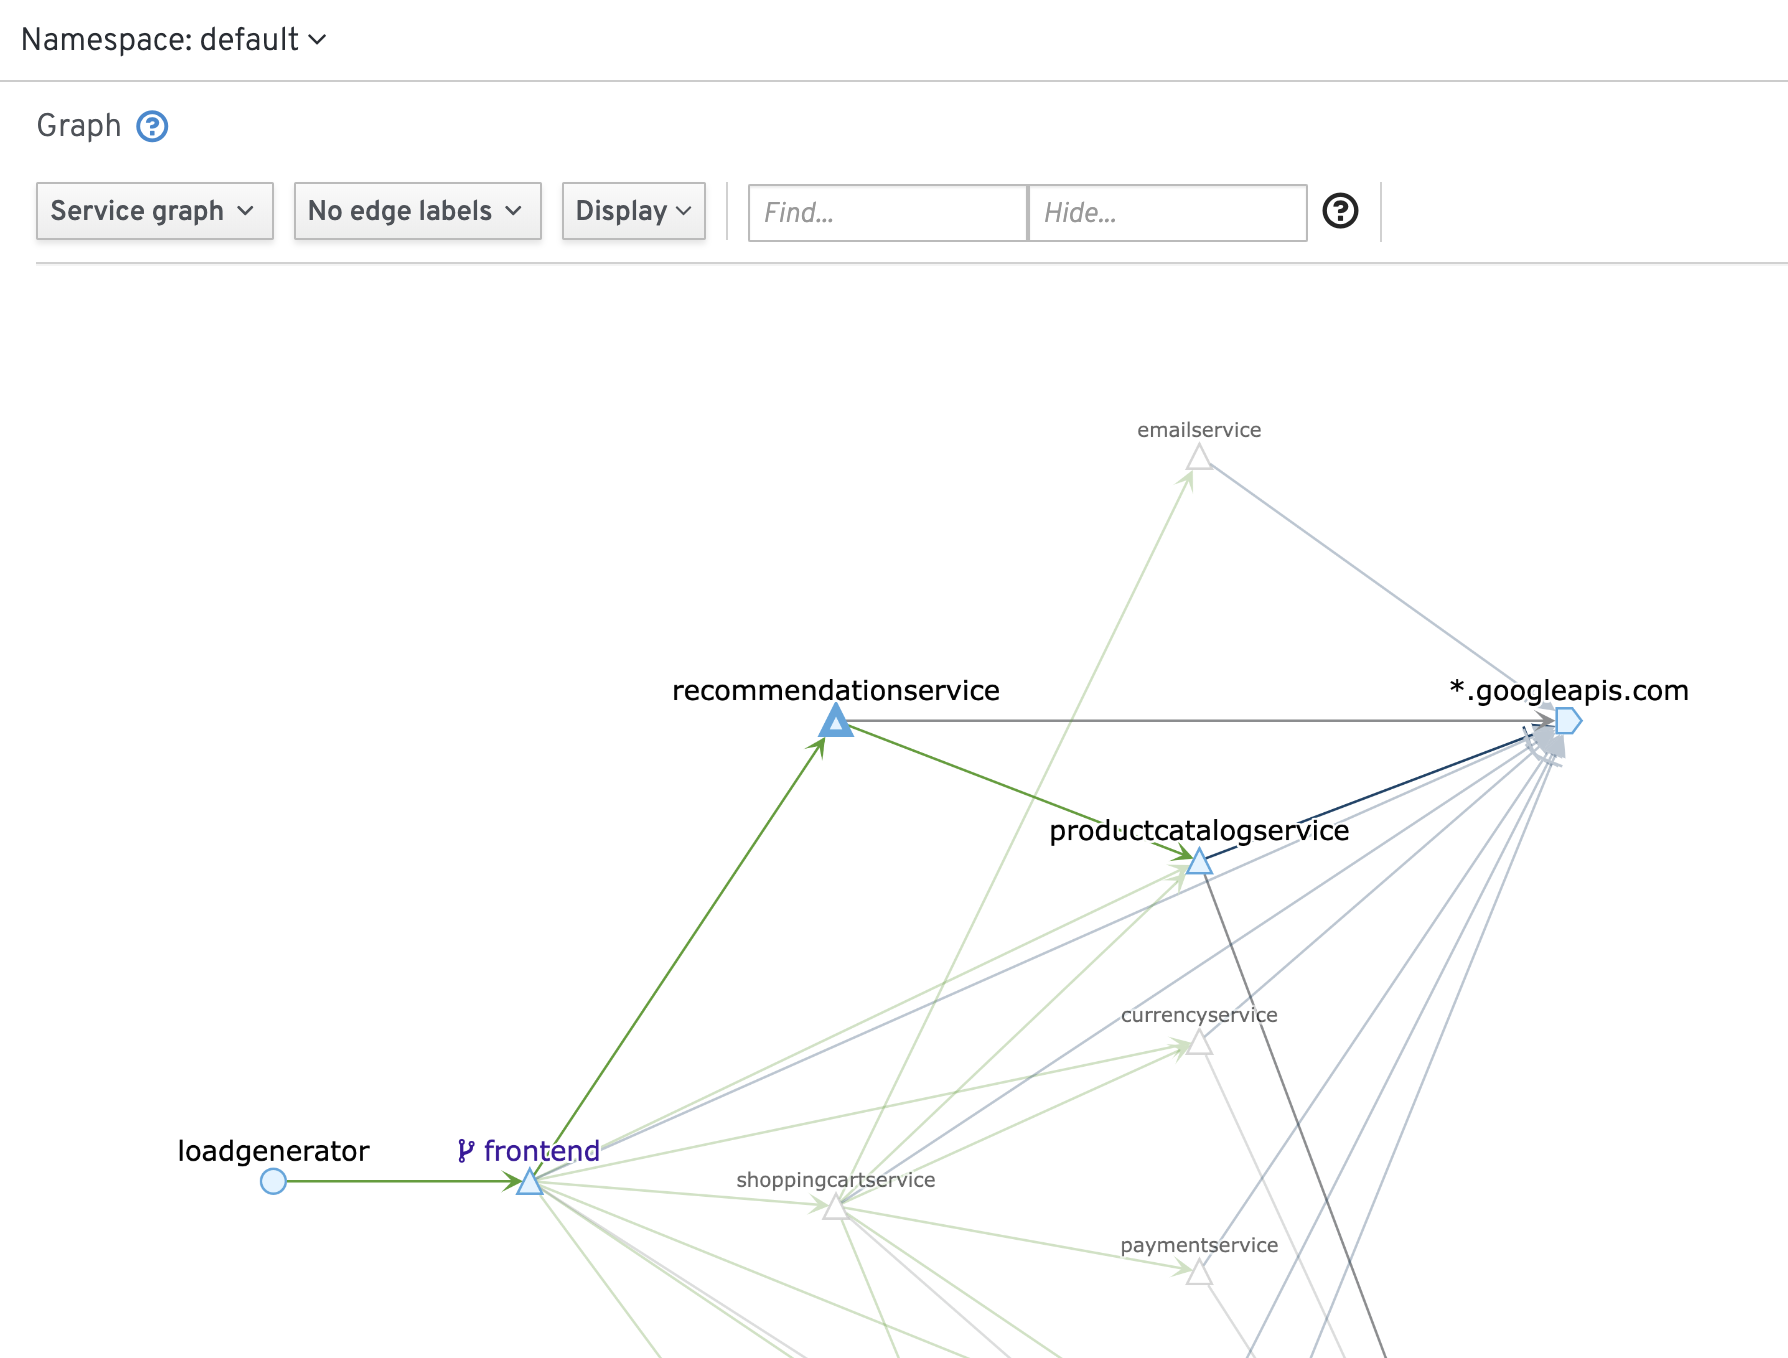 Namespace: default
Graph ?
Service graph No edge labels Display Find... Hide... ?
emailservice
recommendationservice *.googleapis.com
productcatalogservice
currencyservice
loadgenerator frontend
shoppingcartservice
paymentservice